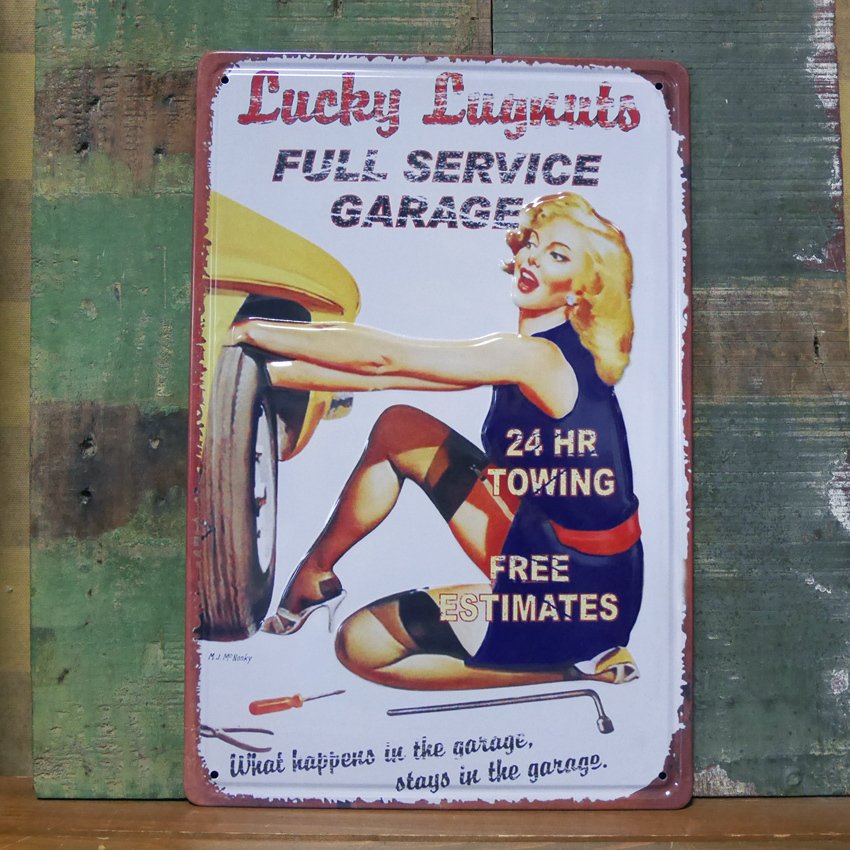 Lucky Lugnuts
FULL SERVICE
GARAGE
24 HR
TOWING
FREE
ESTIMATES
M.J. McHooky
What happens in the garage,
stays in the garage.